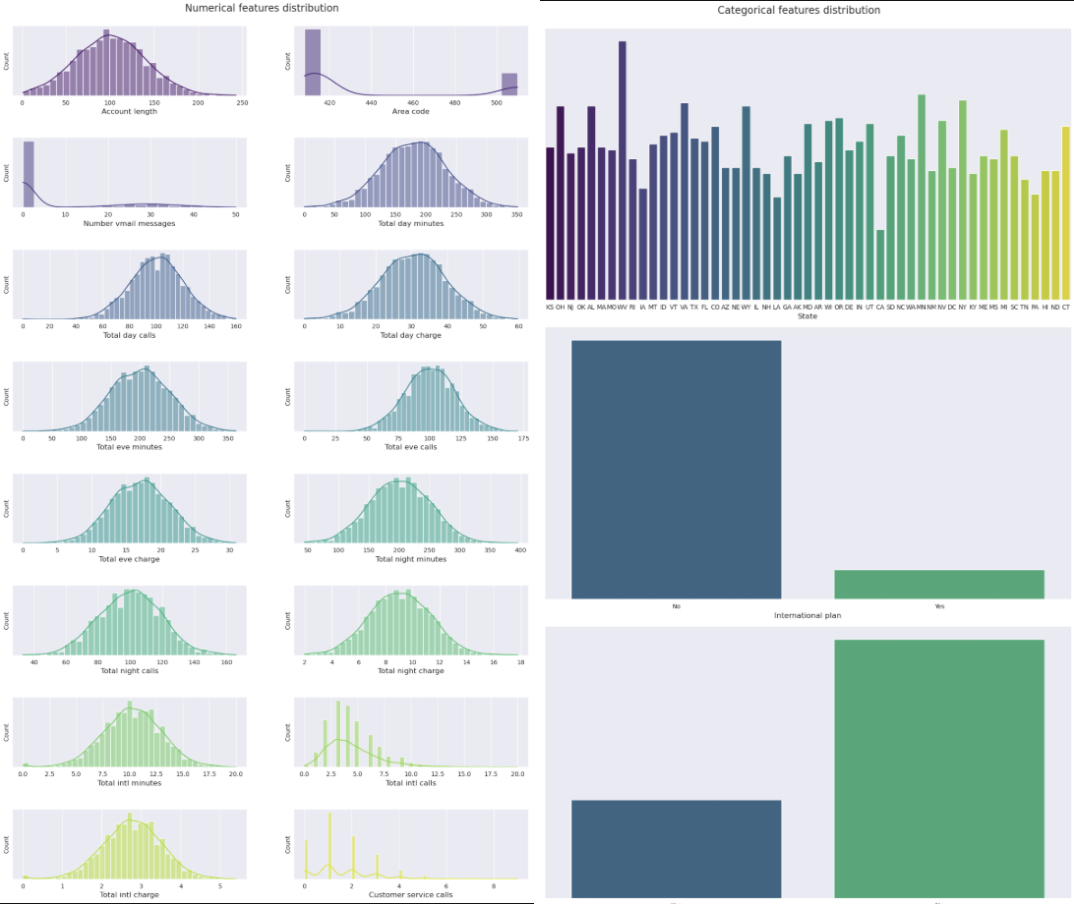 Numerical features distribution
Count
0 50 100 150 200 250
Account length
Count
420 440 460 480 500
Area code
Count
0 10 20 30 40 50
Number vmail messages
Count
0 50 100 150 200 250 300 350
Total day minutes
Count
0 20 40 60 80 100 120 140 160
Total day calls
Count
0 10 20 30 40 50 60
Total day charge
Count
0 50 100 150 200 250 300 350
Total eve minutes
Count
0 25 50 75 100 125 150 175
Total eve calls
Count
0 5 10 15 20 25 30
Total eve charge
Count
50 100 150 200 250 300 350 400
Total night minutes
Count
40 60 80 100 120 140 160
Total night calls
Count
2 4 6 8 10 12 14 16 18
Total night charge
Count
0.0 2.5 5.0 7.5 10.0 12.5 15.0 17.5 20.0
Total intl minutes
Count
0.0 2.5 5.0 7.5 10.0 12.5 15.0 17.5 20.0
Total intl calls
Count
0 1 2 3 4 5
Total intl charge
Count
0 2 4 6 8
Customer service calls
Categorical features distribution
KS OH NJ OK AL MA MO WV RI IA MT ID VT VA TX FL CO AZ NE WY IL NH LA GA AK MD AR WI OR DE IN UT CA SD NC WA MN NM NV DC NY KY ME MS MI SC TN PA HI ND CT
State
No Yes
International plan